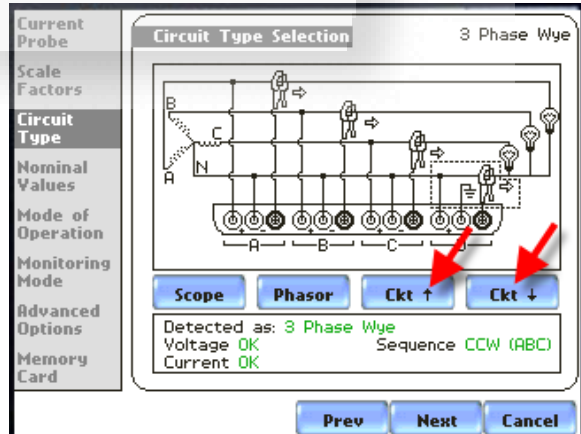 Current
Probe
Scale
Factors
Circuit
Type
Nominal
Values
Mode of
Operation
Monitoring
Mode
Advanced
Options
Memory
Card
Circuit Type Selection 3 Phase Wye
B
C
N
A
A B C D
Scope Phasor Ckt ↑ Ckt ↓
Detected as: 3 Phase Wye
Voltage OK Sequence CCW (ABC)
Current OK
Prev Next Cancel